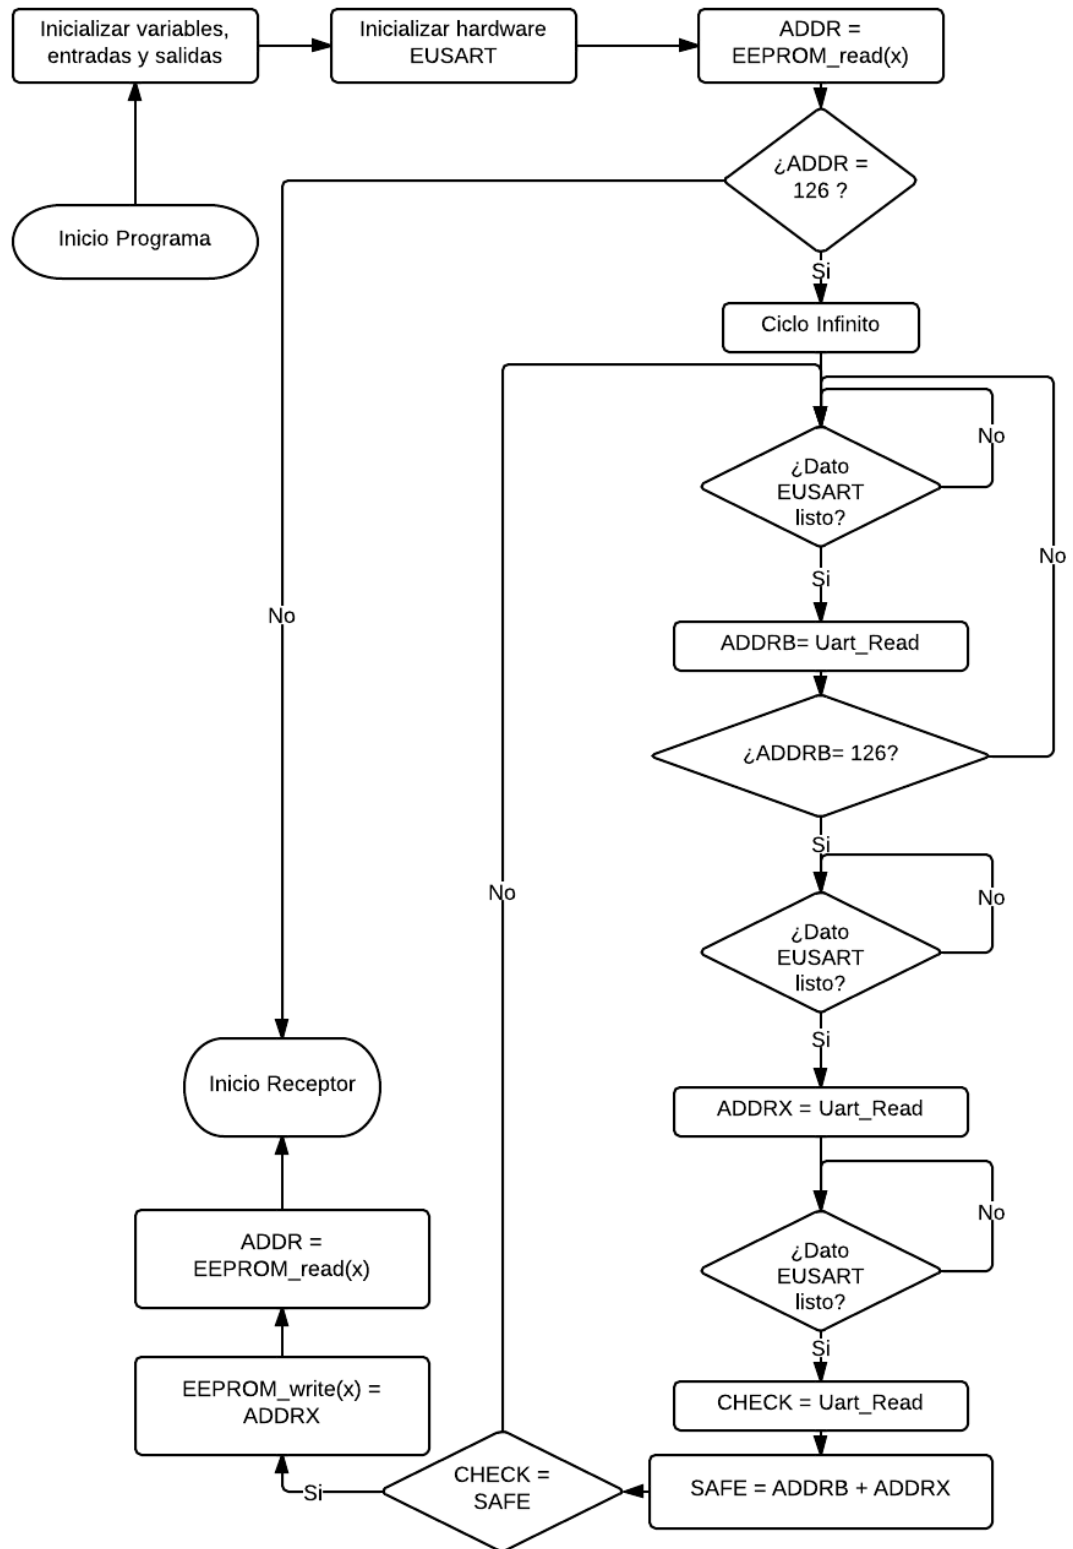 Inicializar variables,
entradas y salidas
Inicializar hardware
EUSART
ADDR =
EEPROM_read(x)
¿ADDR =
126 ?
Inicio Programa
Si
Ciclo Infinito
No
¿Dato
EUSART
listo?
No
Si
No
ADDRB= Uart_Read
¿ADDRB= 126?
Si
No
No
¿Dato
EUSART
listo?
Si
Inicio Receptor
ADDRX = Uart_Read
No
ADDR =
EEPROM_read(x)
¿Dato
EUSART
listo?
Si
EEPROM_write(x) =
ADDRX
CHECK = Uart_Read
CHECK =
SAFE
Si
SAFE = ADDRB + ADDRX